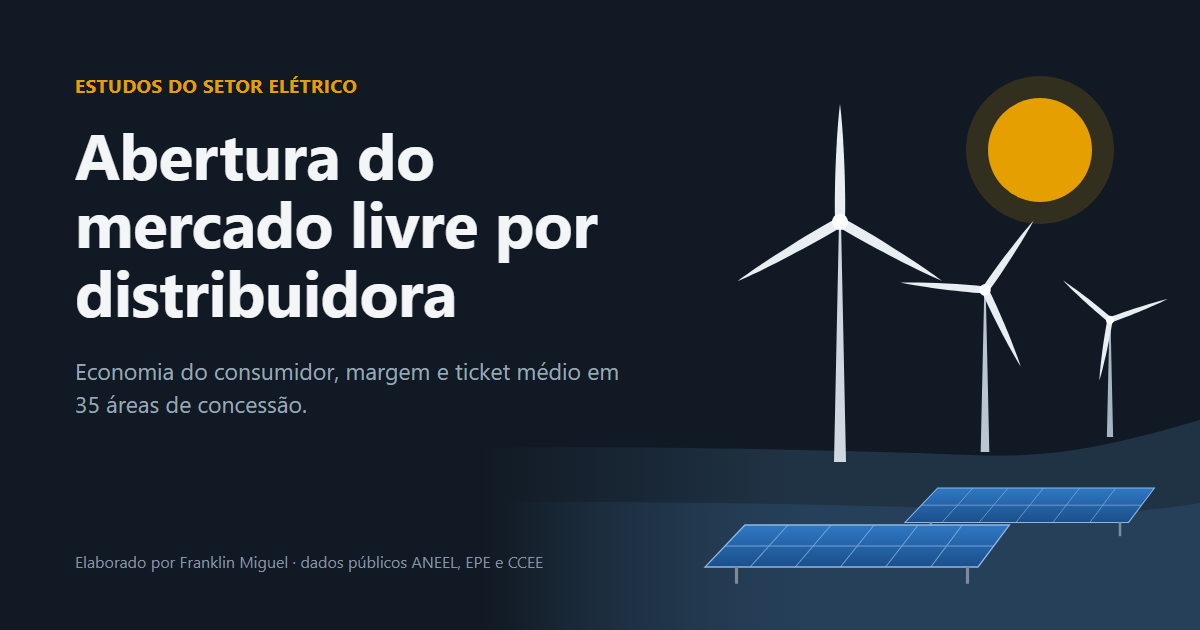 ESTUDOS DO SETOR ELÉTRICO
Abertura do
mercado livre por
distribuidora
Economia do consumidor, margem e ticket médio em
35 áreas de concessão.
Elaborado por Franklin Miguel · dados públicos ANEEL, EPE e CCEE